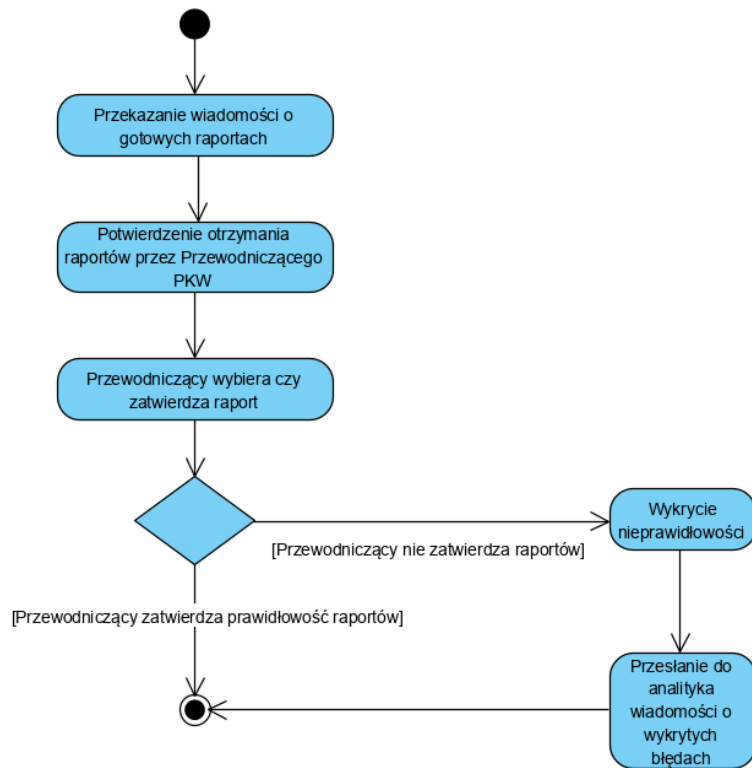 Przekazanie wiadomości o
gotowych raportach
Potwierdzenie otrzymania
raportów przez Przewodniczącego
PKW
Przewodniczący wybiera czy
zatwierdza raport
Wykrycie
nieprawidłowości
[Przewodniczący nie zatwierdza raportów]
[Przewodniczący zatwierdza prawidłowość raportów]
Przesłanie do
analityka
wiadomości o
wykrytych
błędach